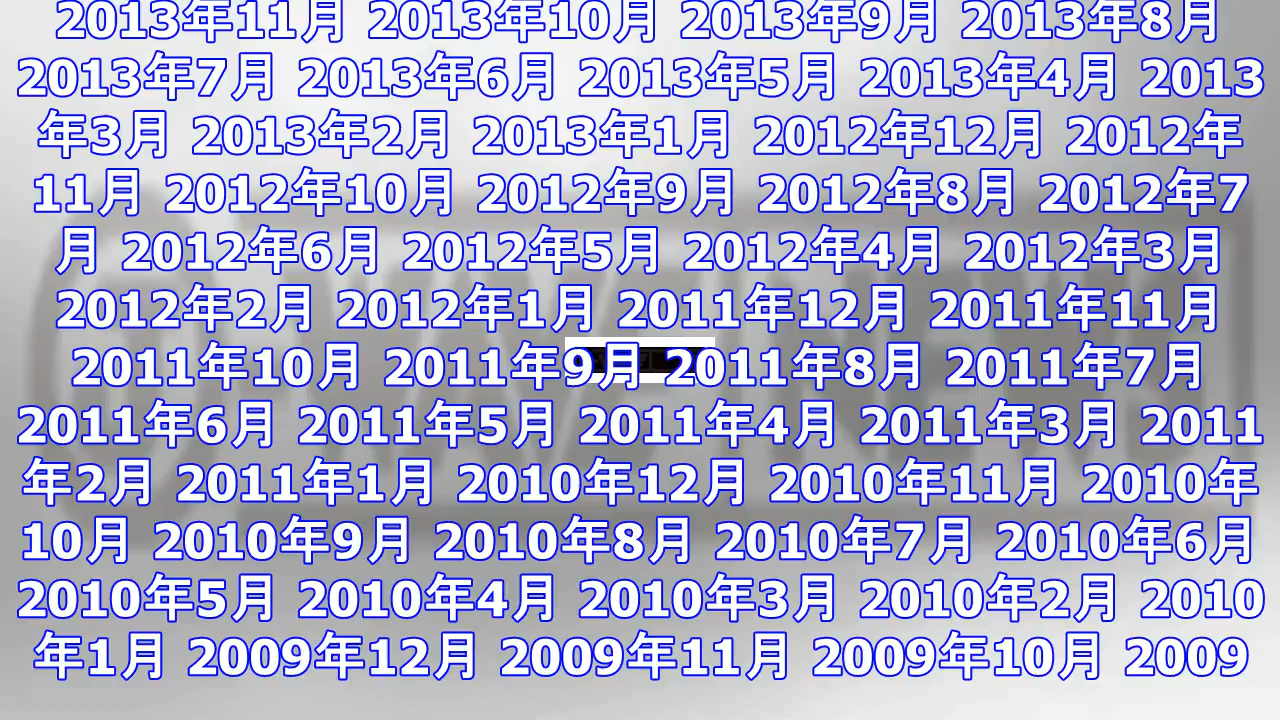 2013年11月 2013年10月 2013年9月 2013年8月
2013年7月 2013年6月 2013年5月 2013年4月 2013
年3月 2013年2月 2013年1月 2012年12月 2012年
11月 2012年10月 2012年9月 2012年8月 2012年7
月 2012年6月 2012年5月 2012年4月 2012年3月
2012年2月 2012年1月 2011年12月 2011年11月
2011年10月 2011年9月 2011年8月 2011年7月
2011年6月 2011年5月 2011年4月 2011年3月 2011
年2月 2011年1月 2010年12月 2010年11月 2010年
10月 2010年9月 2010年8月 2010年7月 2010年6月
2010年5月 2010年4月 2010年3月 2010年2月 2010
年1月 2009年12月 2009年11月 2009年10月 2009